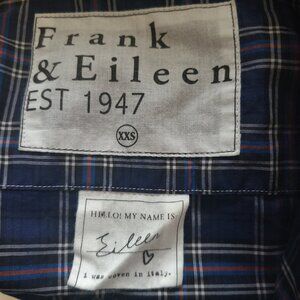 Frank
& Eileen
EST 1947
XXS
HELLO! MY NAME IS
Eileen
I was woven in italy.